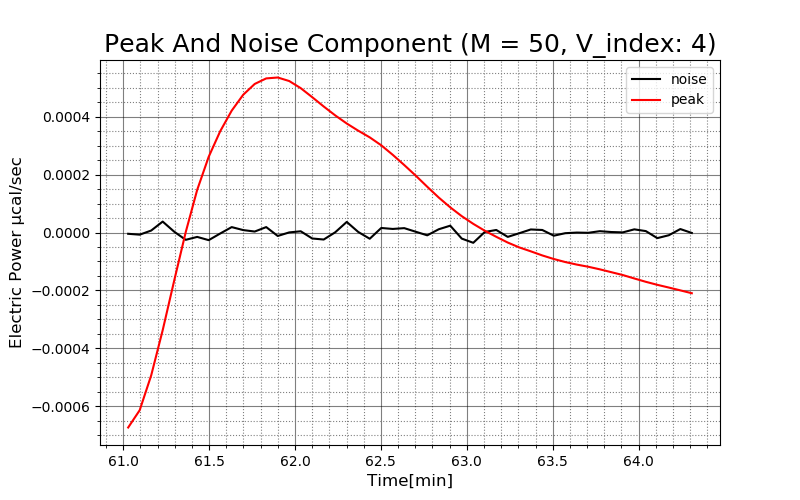 Peak And Noise Component (M = 50, V_index: 4)
noise
peak
Electric Power μcal/sec
0.0004
0.0002
0.0000
−0.0002
−0.0004
−0.0006
61.0 61.5 62.0 62.5 63.0 63.5 64.0
Time[min]